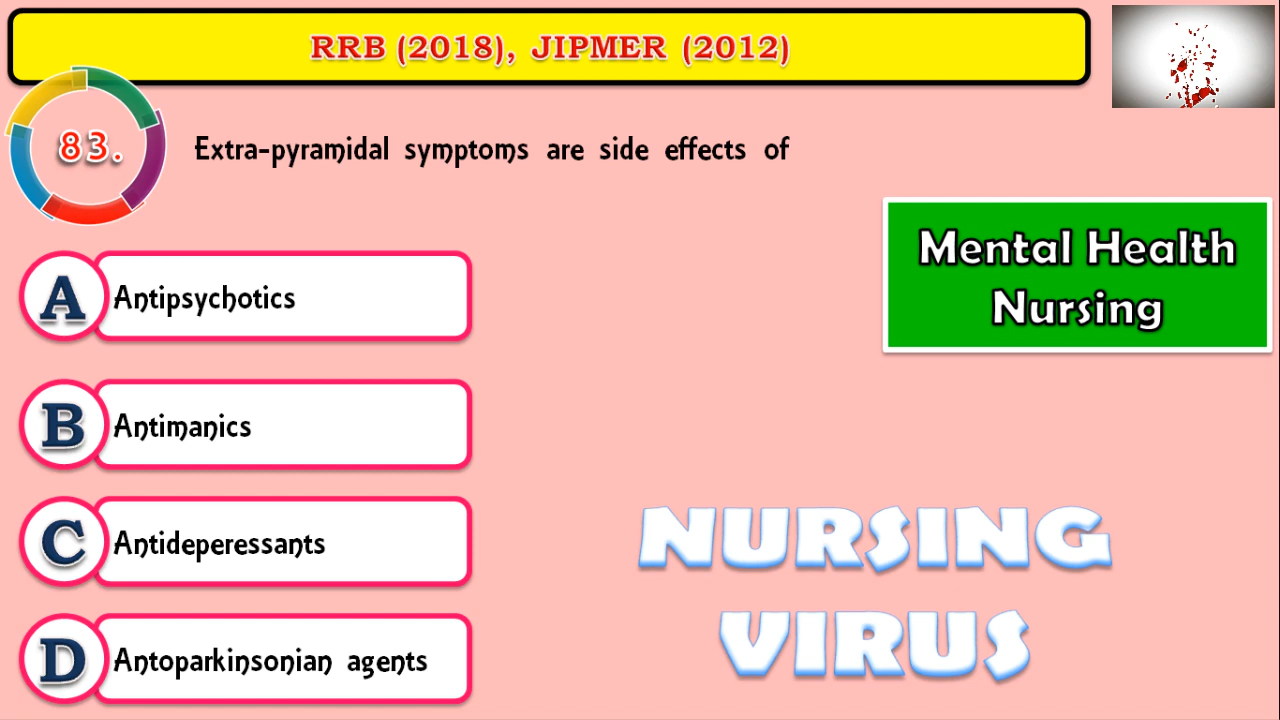 RRB (2018), JIPMER (2012)
83.
Extra-pyramidal symptoms are side effects of
Mental Health
Nursing
A
Antipsychotics
B
Antimanics
C
Antideperessants
D
Antoparkinsonian agents
NURSING
VIRUS